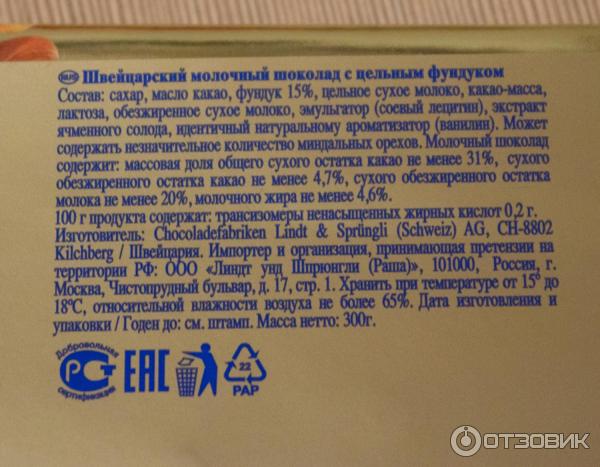 RUS Швейцарский молочный шоколад с цельным фундуком
Состав: сахар, масло какао, фундук 15%, цельное сухое молоко, какао-масса,
лактоза, обезжиренное сухое молоко, эмульгатор (соевый лецитин), экстракт
ячменного солода, идентичный натуральному ароматизатор (ванилин). Может
содержать незначительное количество миндальных орехов. Молочный шоколад
содержит: массовая доля общего сухого остатка какао не менее 31%, сухого
обезжиренного остатка какао не менее 4,7%, сухого обезжиренного остатка
молока не менее 20%, молочного жира не менее 4,6%.
100 г продукта содержат: трансизомеры ненасыщенных жирных кислот 0,2 г.
Изготовитель: Chocoladefabriken Lindt & Sprüngli (Schweiz) AG, CH-8802
Kilchberg / Швейцария. Импортер и организация, принимающая претензии на
территории РФ: ООО «Линдт унд Шпрюнгли (Раша)», 101000, Россия, г.
Москва, Чистопрудный бульвар, д. 17, стр. 1. Хранить при температуре от 15° до
18°С, относительной влажности воздуха не более 65%. Дата изготовления и
упаковки / Годен до: см. штамп. Масса нетто: 300г.
Добровольная сертификация
РСТ ЕАС 22 PAP
ОТЗОВИК